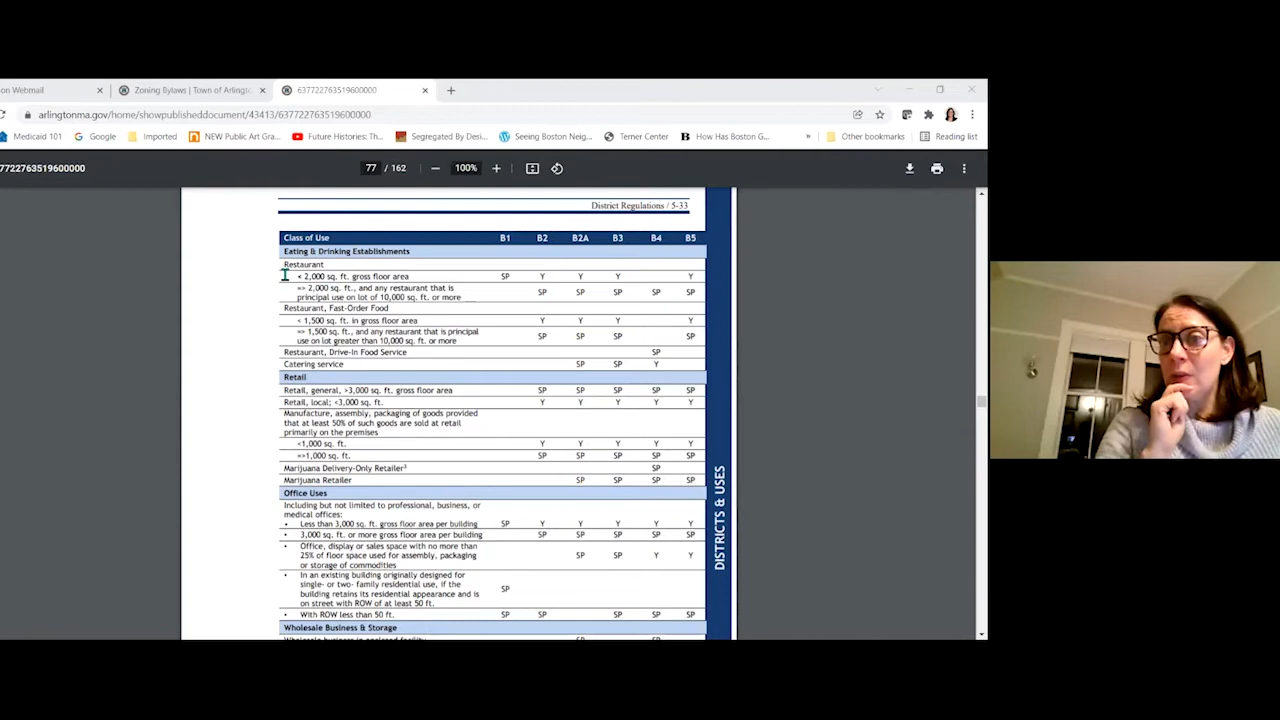 on Webmail
Zoning Bylaws | Town of Arlingto
637722763519600000
arlingtonma.gov/home/showpublisheddocument/43413/637722763519600000
Medicaid 101 Google Imported NEW Public Art Gra... Future Histories: Th... Segregated By Desi... Seeing Boston Neig... Terner Center B How Has Boston G... » Other bookmarks Reading list
7722763519600000 77 / 162 100%
District Regulations / 5-33
Class of Use B1 B2 B2A B3 B4 B5
Eating & Drinking Establishments
Restaurant
< 2,000 sq. ft. gross floor area SP Y Y Y Y
=> 2,000 sq. ft., and any restaurant that is
principal use on lot of 10,000 sq. ft. or more SP SP SP SP SP
Restaurant, Fast-Order Food
< 1,500 sq. ft. in gross floor area Y Y Y Y
=> 1,500 sq. ft., and any restaurant that is principal
use on lot greater than 10,000 sq. ft. or more SP SP SP SP
Restaurant, Drive-In Food Service SP
Catering service SP SP Y
Retail
Retail, general, >3,000 sq. ft. gross floor area SP SP SP SP SP
Retail, local; <3,000 sq. ft. Y Y Y Y Y
Manufacture, assembly, packaging of goods provided
that at least 50% of such goods are sold at retail
primarily on the premises
<1,000 sq. ft. Y Y Y Y Y
=>1,000 sq. ft. SP SP SP SP SP
Marijuana Delivery-Only Retailer³ SP
Marijuana Retailer SP SP SP SP
Office Uses
Including but not limited to professional, business, or
medical offices:
• Less than 3,000 sq. ft. gross floor area per building SP Y Y Y Y Y
• 3,000 sq. ft. or more gross floor area per building SP SP SP SP SP
• Office, display or sales space with no more than
25% of floor space used for assembly, packaging
or storage of commodities SP SP Y Y
• In an existing building originally designed for
single- or two- family residential use, if the
building retains its residential appearance and is
on street with ROW of at least 50 ft. SP
• With ROW less than 50 ft. SP SP SP SP SP
Wholesale Business & Storage
Wholesale business in enclosed facility SP SP
DISTRICTS & USES